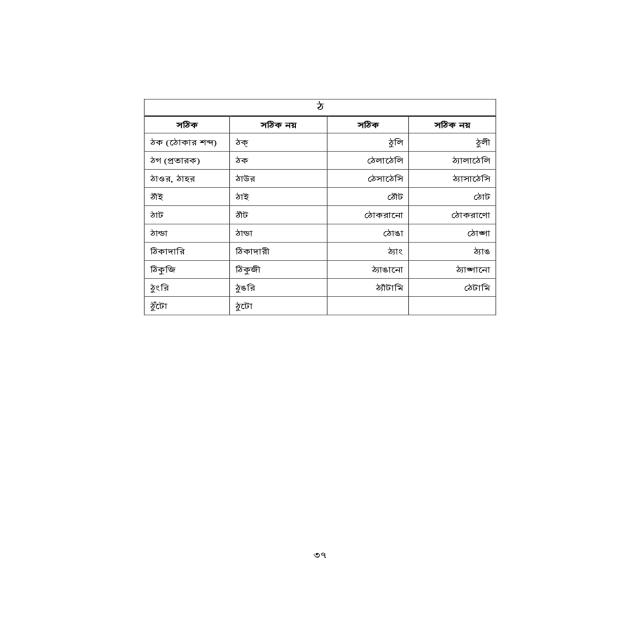 ঠ
সঠিক সঠিক নয় সঠিক সঠিক নয়
ঠক (ঠোকার শব্দ) ঠক্ ঠুলি ঠুলী
ঠগ (প্রতারক) ঠক ঠেলাঠেলি ঠ্যালাঠেলি
ঠাওর, ঠাহর ঠাউর ঠেসাঠেসি ঠ্যাসাঠেসি
ঠাঁই ঠাই ঠোঁট ঠোট
ঠাট ঠাঁট ঠোকরানো ঠোকরাণো
ঠান্ডা ঠাণ্ডা ঠোঙা ঠোঙ্গা
ঠিকাদারি ঠিকাদারী ঠ্যাং ঠ্যাঙ
ঠিকুজি ঠিকুজী ঠ্যাঙানো ঠ্যাঙ্গানো
ঠুংরি ঠুঙরি ঠ্যাঁটামি ঠেটামি
ঠুঁটো ঠুটো
৩৭